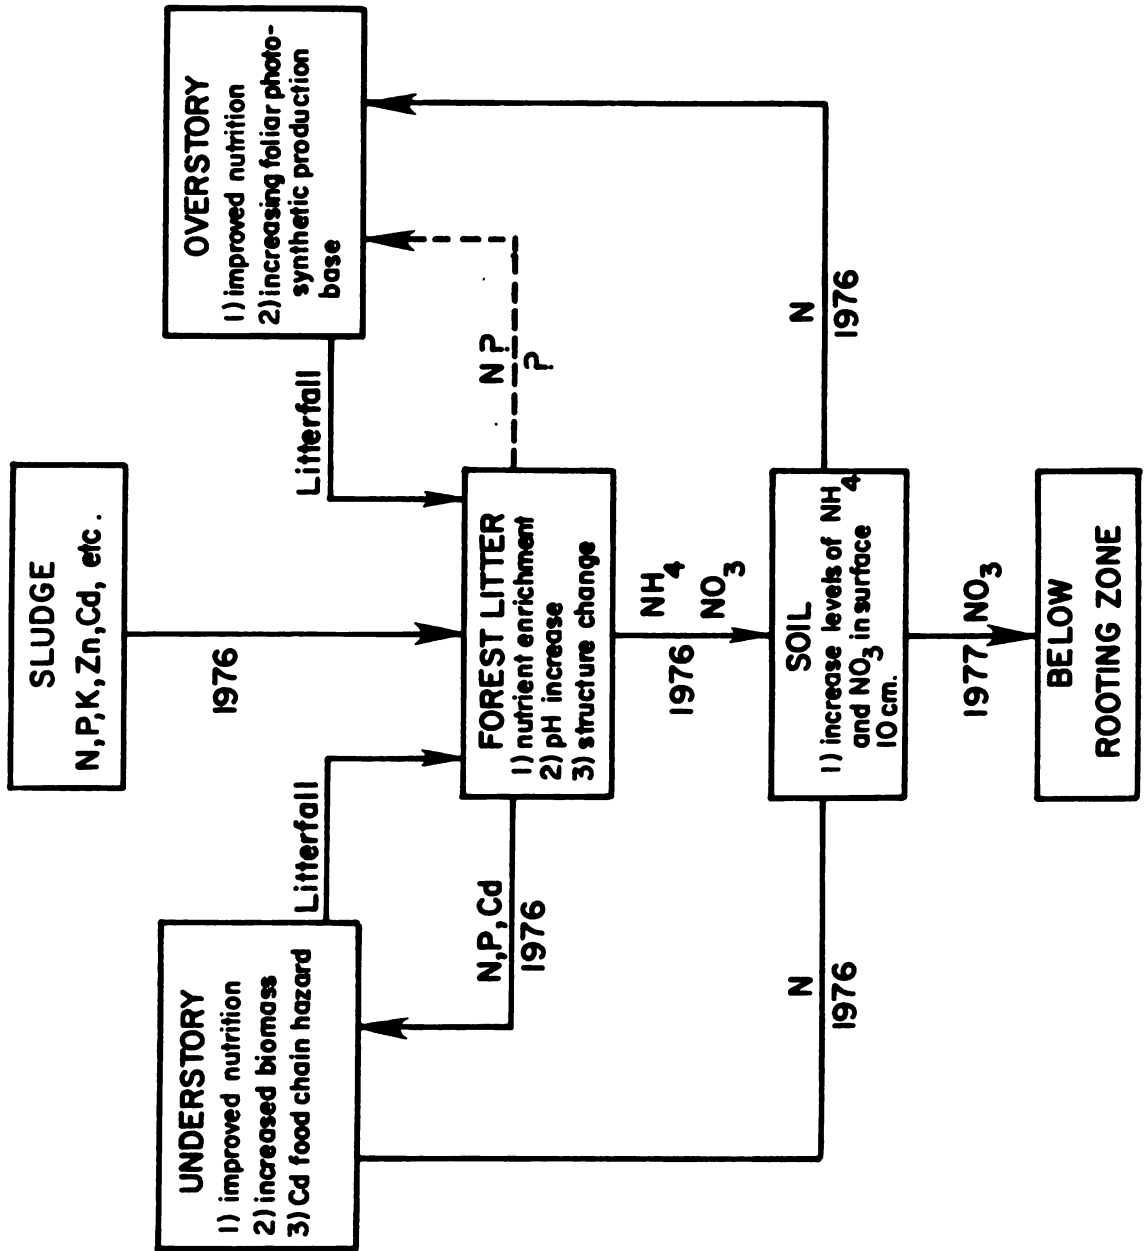 SLUDGE
N,P,K,Zn,Cd, etc.
1976
UNDERSTORY
1) improved nutrition
2) increased biomass
3) Cd food chain hazard
Litterfall
OVERSTORY
1) improved nutrition
2) increasing foliar photo-
synthetic production
base
Litterfall
FOREST LITTER
1) nutrient enrichment
2) pH increase
3) structure change
N,P,Cd
1976
N?
?
1976
NH4
NO3
SOIL
1) increase levels of NH4
and NO3 in surface
10 cm.
N
1976
N
1976
1977
NO3
BELOW
ROOTING ZONE